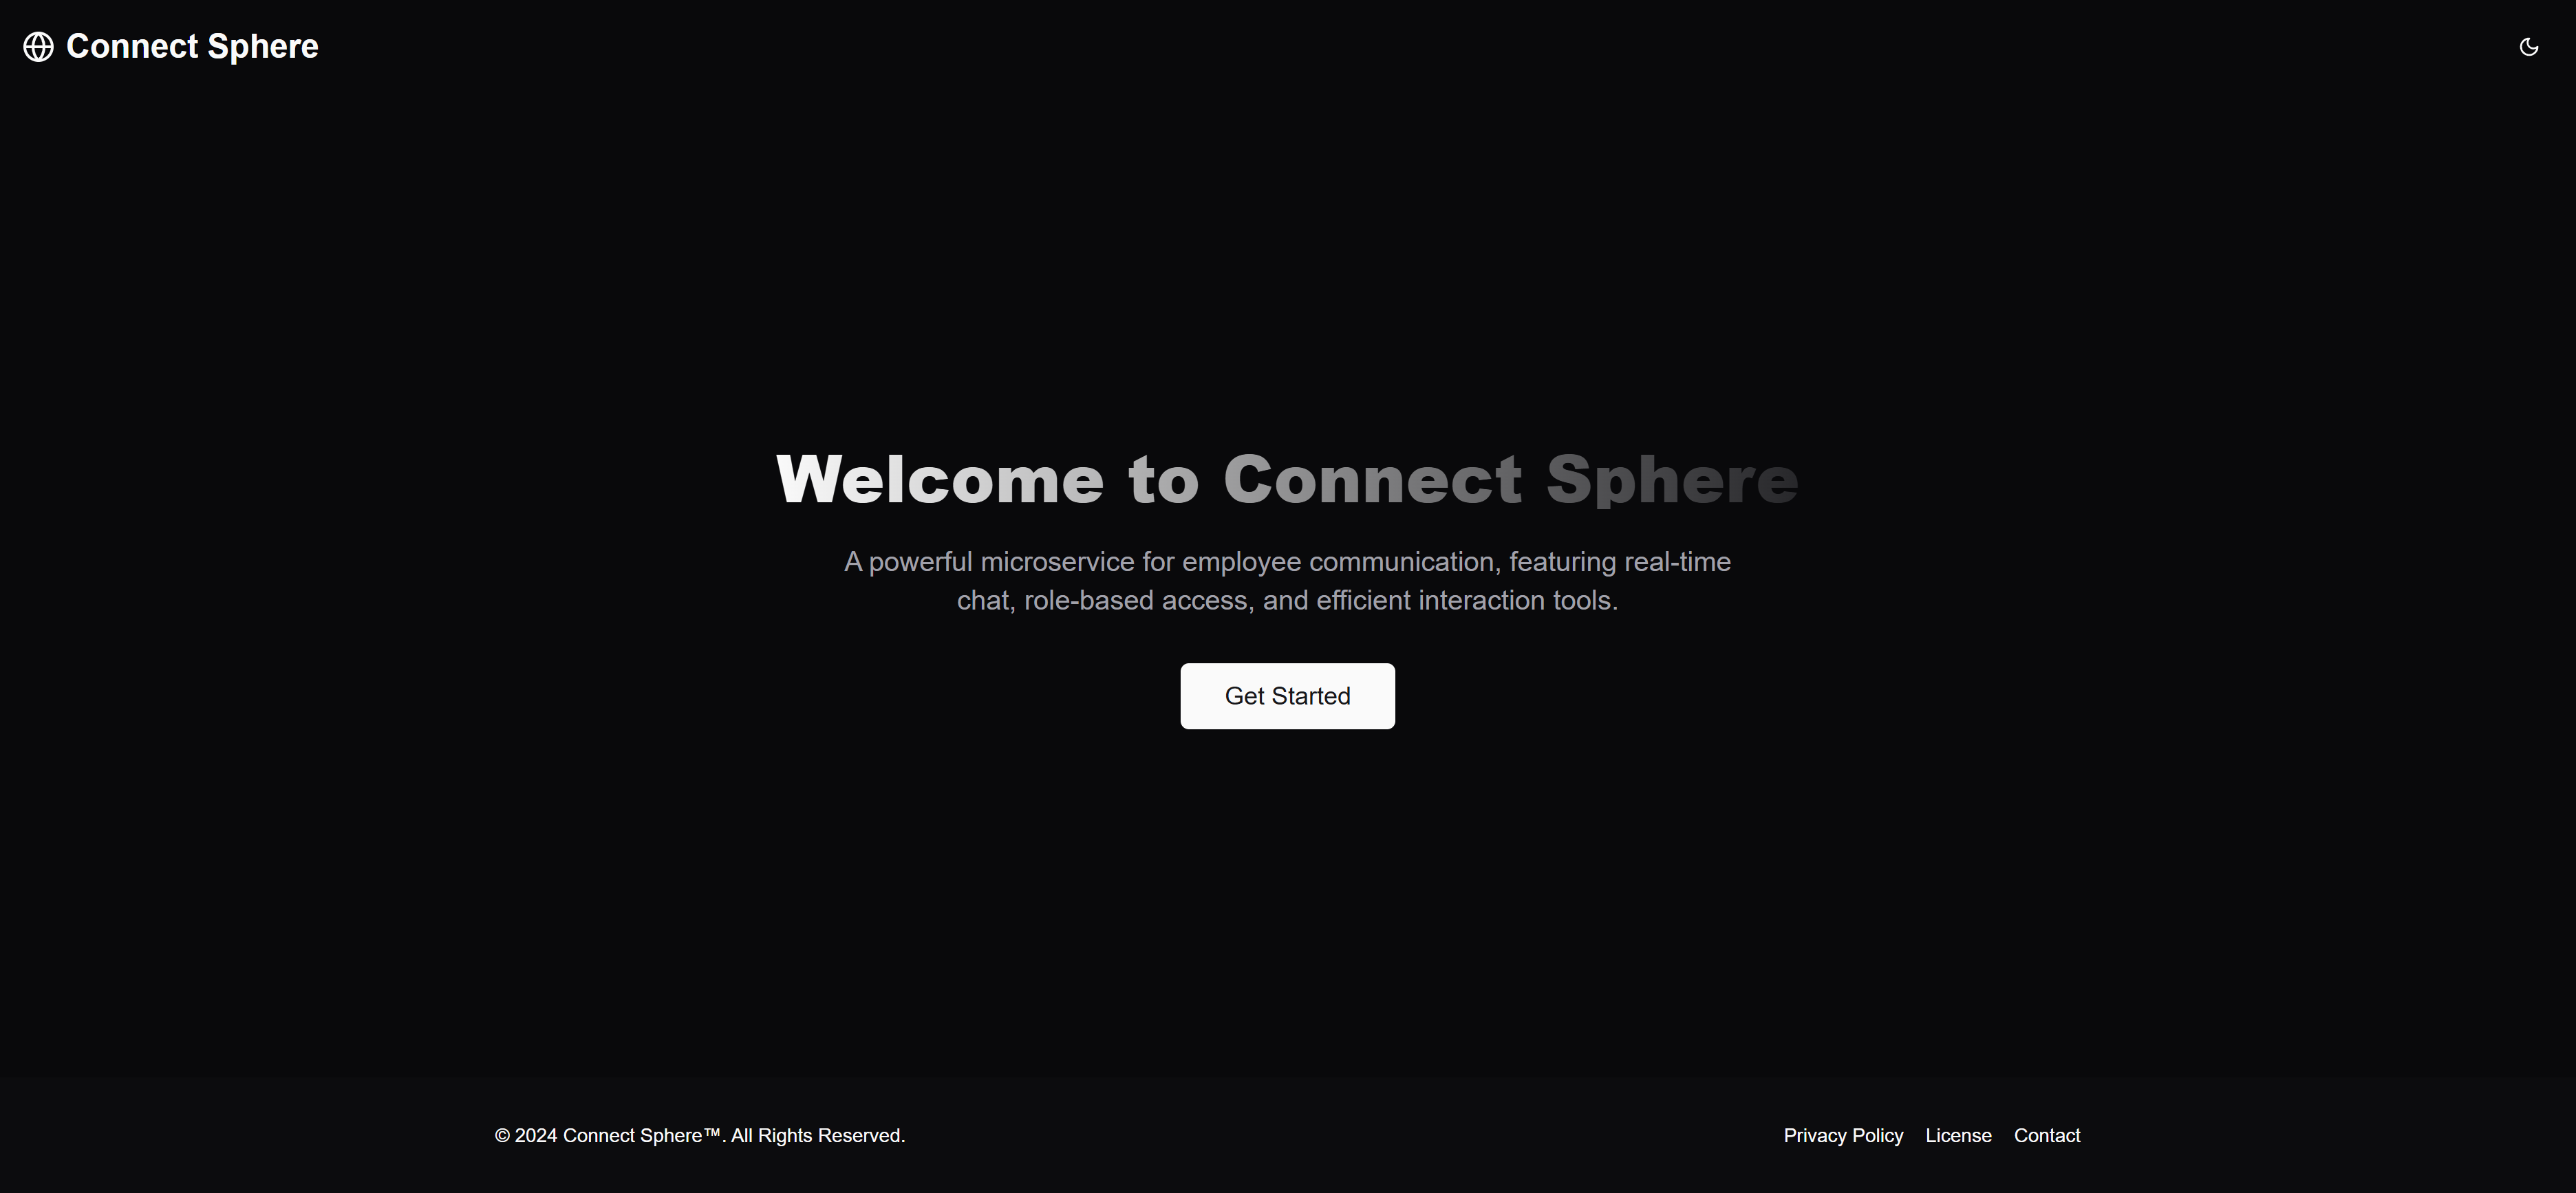 Connect Sphere
Welcome to Connect Sphere
A powerful microservice for employee communication, featuring real-time
chat, role-based access, and efficient interaction tools.
Get Started
© 2024 Connect Sphere™. All Rights Reserved.
Privacy Policy License Contact